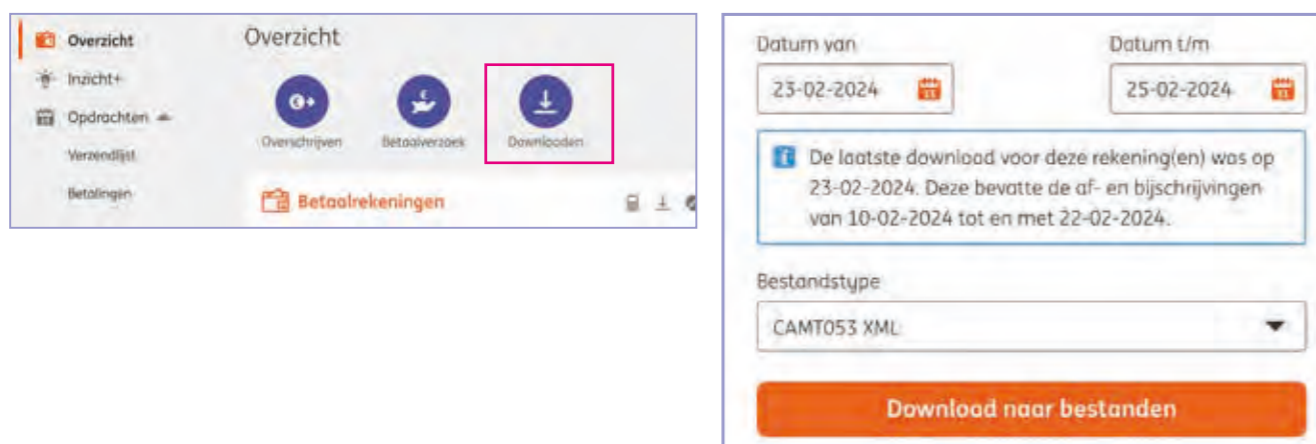 Overzicht
Inzicht+
Opdrachten
Verzendlijst
Betalingen
Overzicht
Overschrijven
Betaalverzoek
Downloaden
Betaalrekeningen
Datum van
Datum t/m
23-02-2024
25-02-2024
De laatste download voor deze rekening(en) was op
23-02-2024. Deze bevatte de af- en bijschrijvingen
van 10-02-2024 tot en met 22-02-2024.
Bestandstype
CAMT053 XML
Download naar bestanden